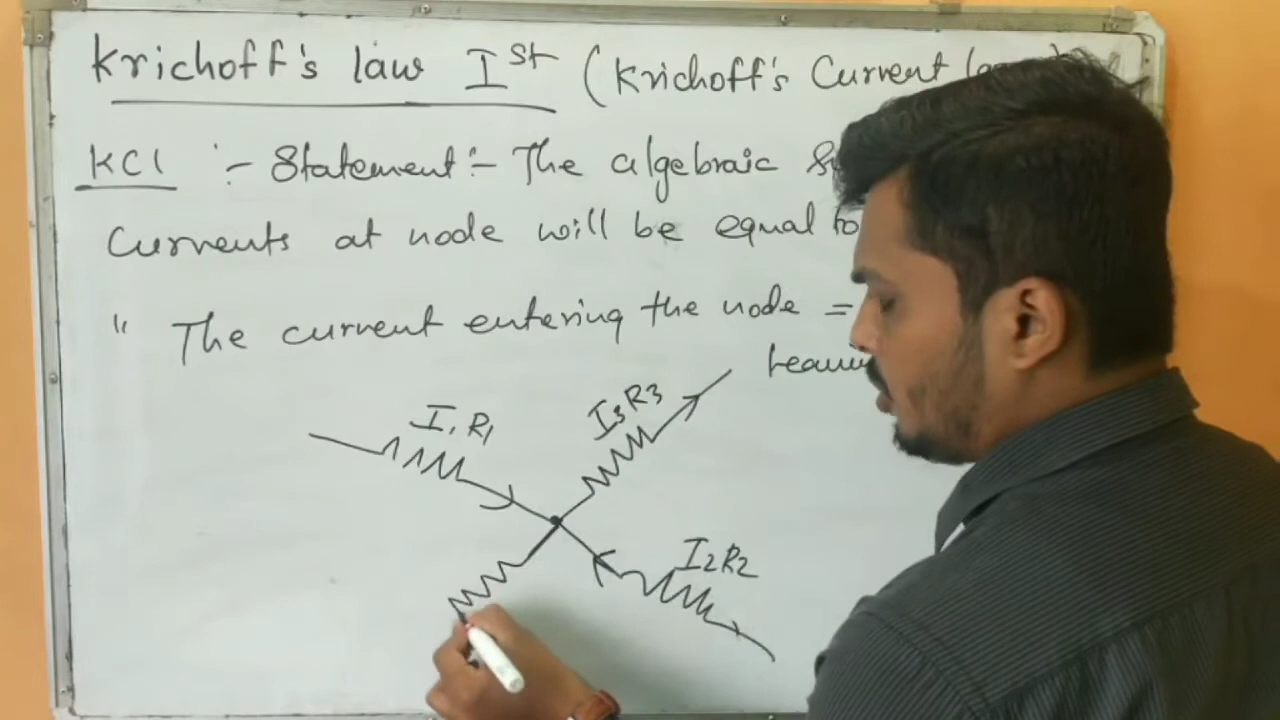 Krichoff's law Ist (Krichoff's Current
KCl :- Statement:- The algebraic
Currents at node will be equal to
" The current entering the node =
I1R1
I3R3
I2R2